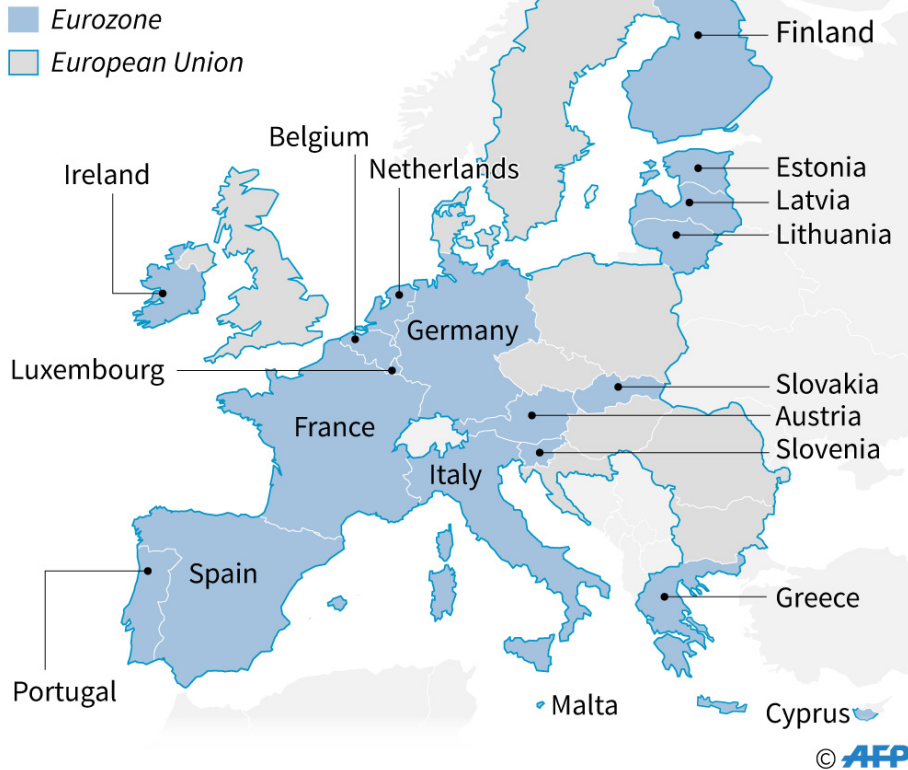 Eurozone
European Union
Finland
Belgium
Ireland
Netherlands
Estonia
Latvia
Lithuania
Germany
Luxembourg
Slovakia
Austria
France
Slovenia
Italy
Spain
Greece
Portugal
Malta
Cyprus
© AFP